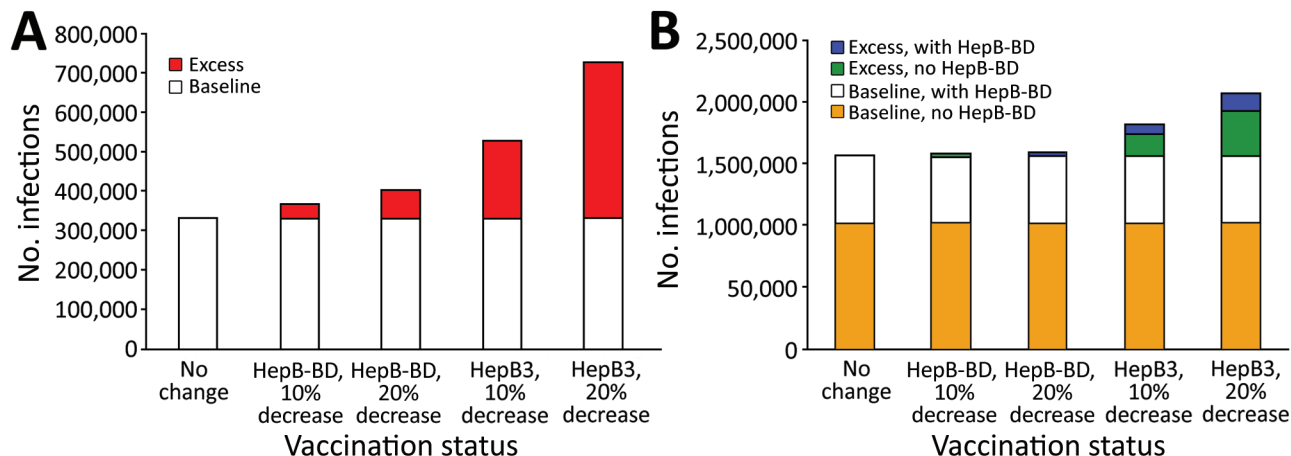 A
800,000
700,000
600,000
500,000
400,000
300,000
200,000
100,000
0
No. infections
Excess
Baseline
No
change
HepB-BD,
10%
decrease
HepB-BD,
20%
decrease
HepB3,
10%
decrease
HepB3,
20%
decrease
Vaccination status
B
2,500,000
2,000,000
1,500,000
1,000,000
50,000
0
No. infections
Excess, with HepB-BD
Excess, no HepB-BD
Baseline, with HepB-BD
Baseline, no HepB-BD
No
change
HepB-BD,
10%
decrease
HepB-BD,
20%
decrease
HepB3,
10%
decrease
HepB3,
20%
decrease
Vaccination status